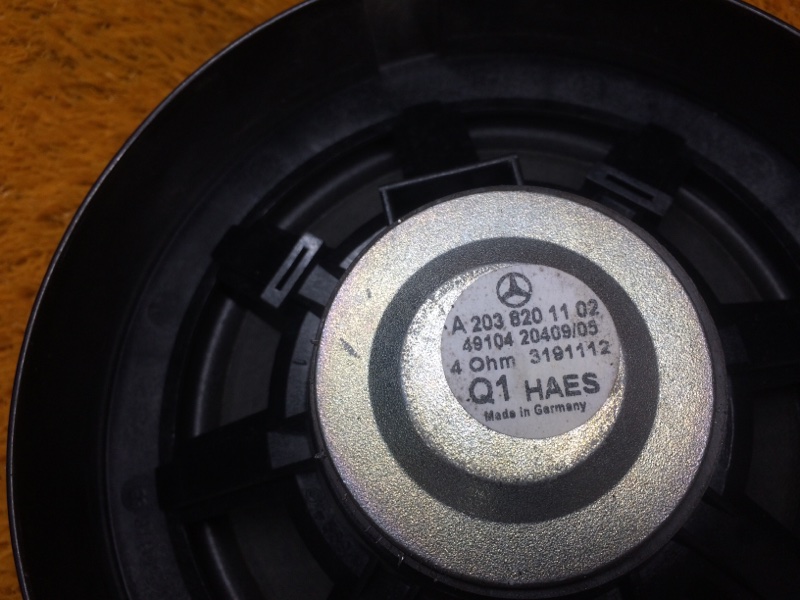 A 203 820 11 02
49104 20409/05
4 Ohm 3191112
Q1 HAES
Made in Germany